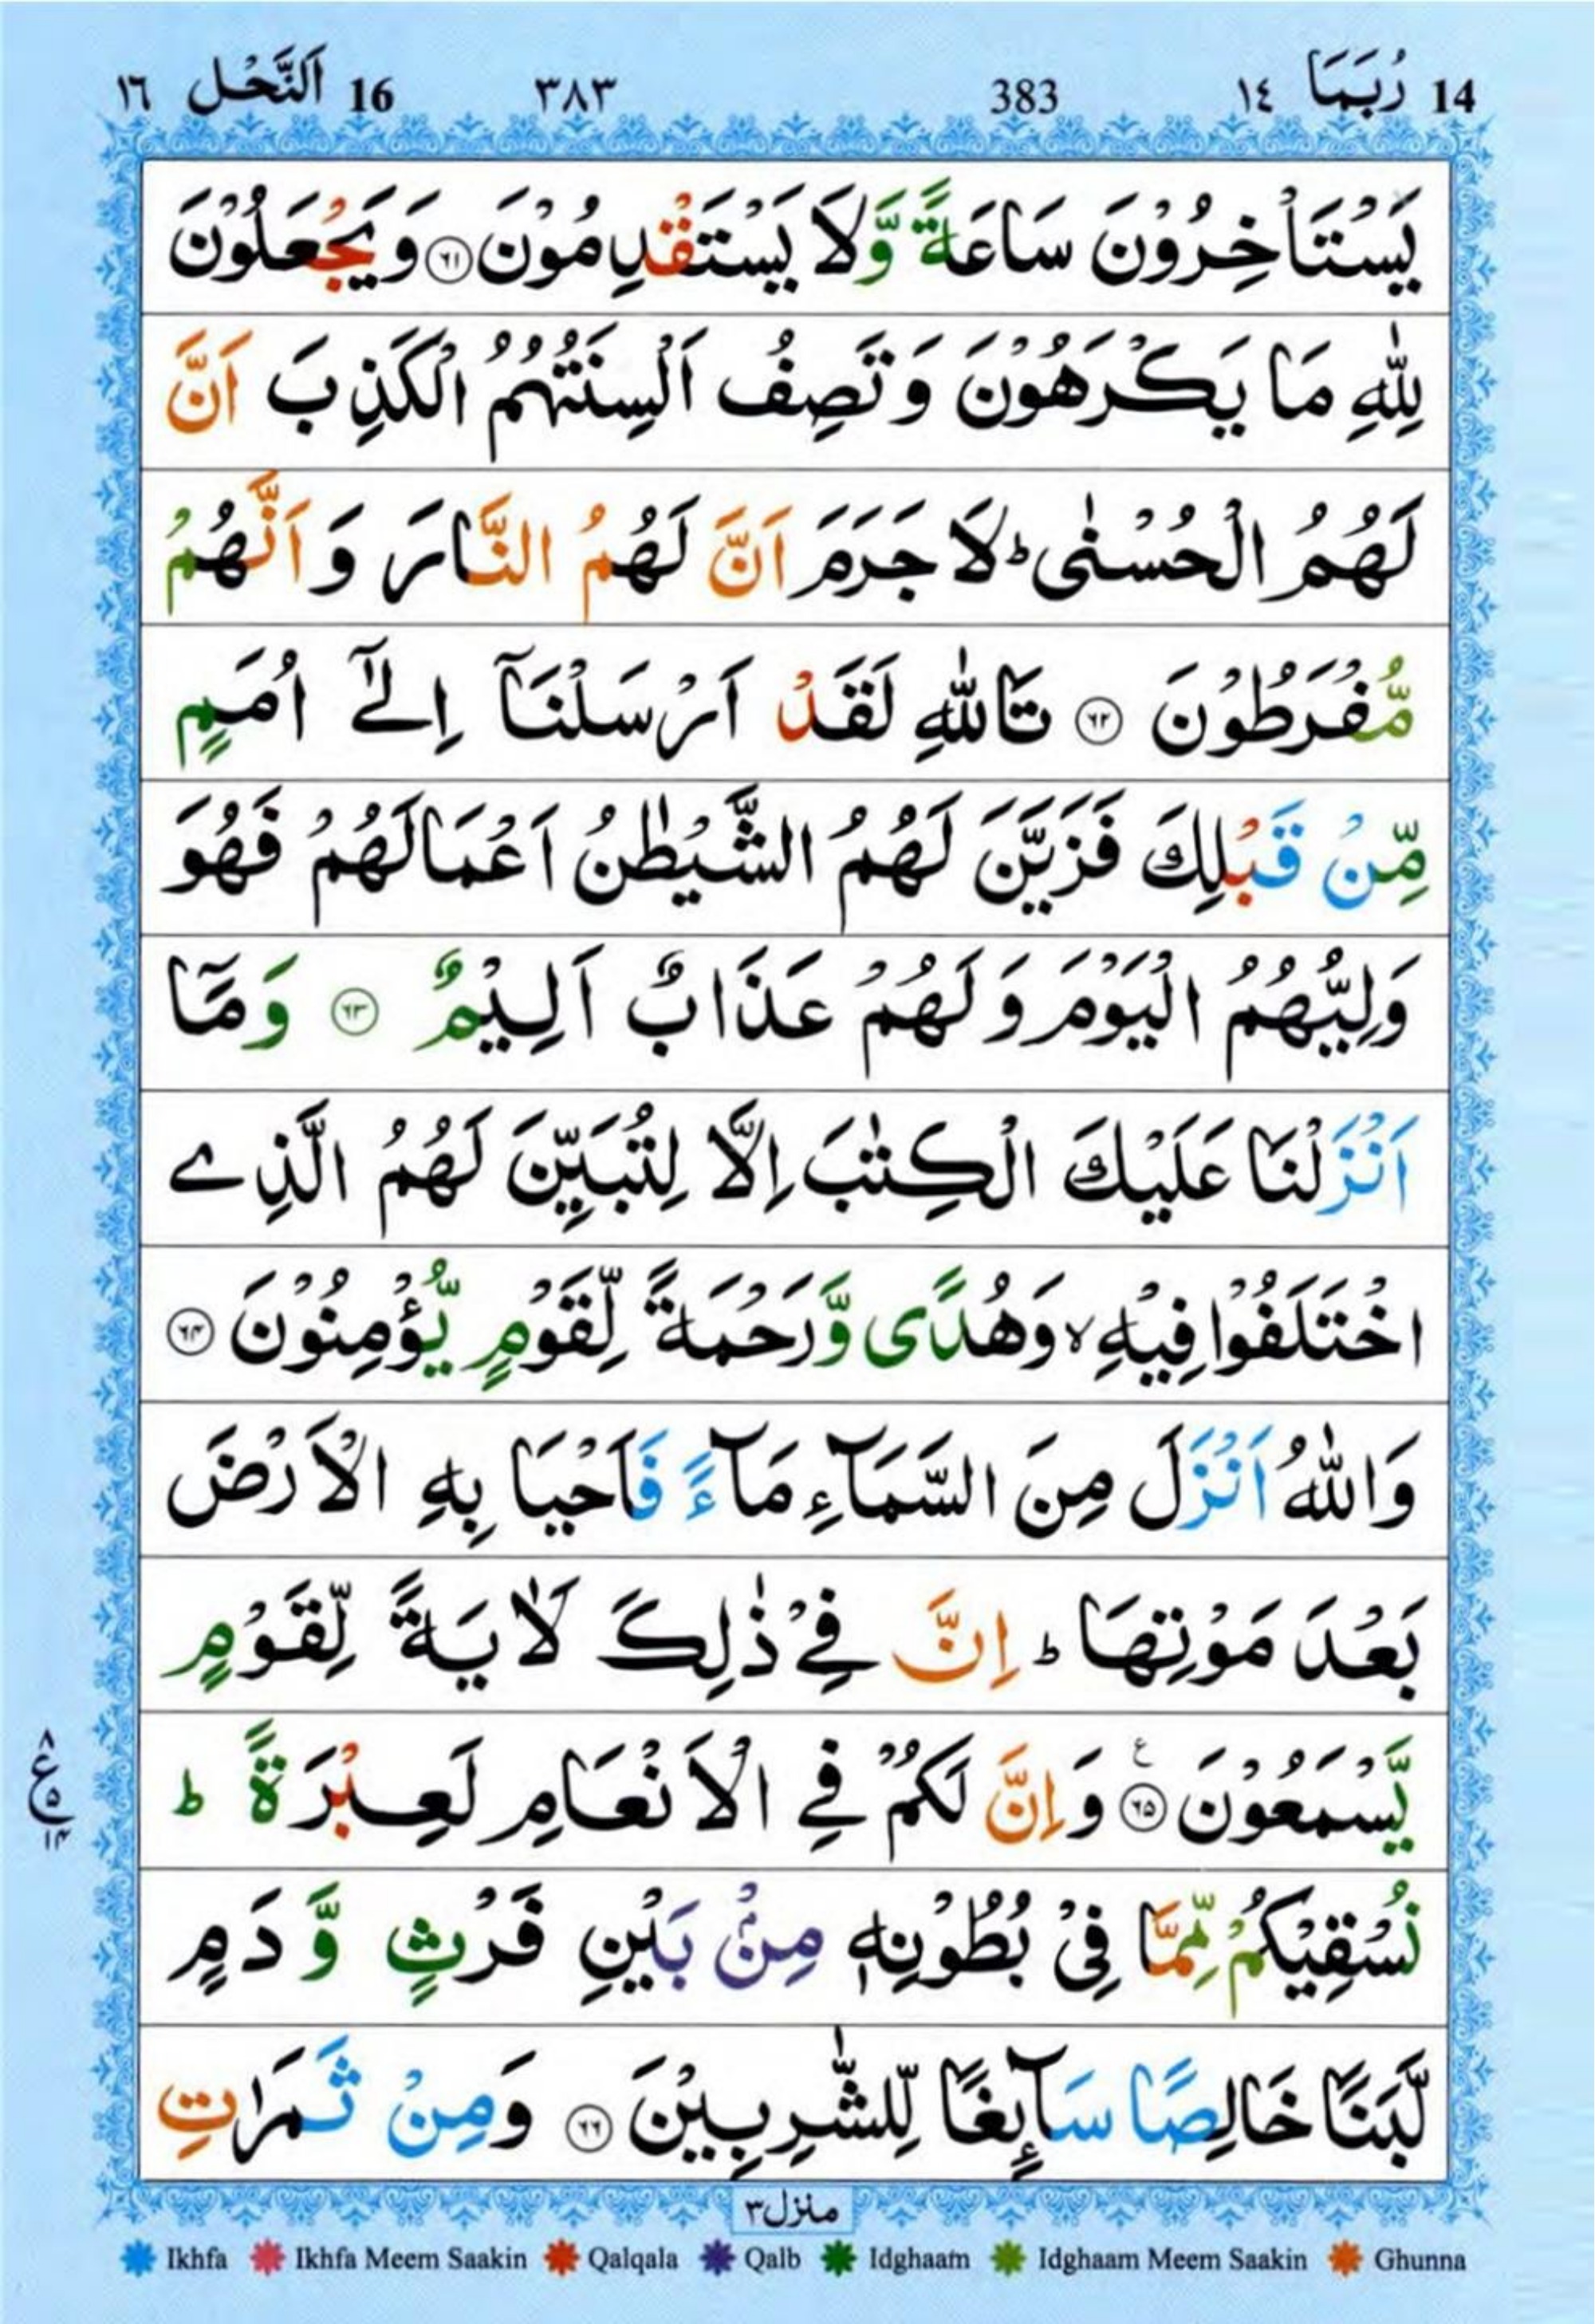 14 رُبَمَا ١٤ 383 ٣٨٣ 16 اَلنَّحْل ١٦
يَسْتَاْخِرُوْنَ سَاعَةً وَّلَا يَسْتَقْدِمُوْنَ ٦١ وَيَجْعَلُوْنَ
لِلّٰهِ مَا يَكْرَهُوْنَ وَتَصِفُ اَلْسِنَتُهُمُ الْكَذِبَ اَنَّ
لَهُمُ الْحُسْنٰى ؕ لَا جَرَمَ اَنَّ لَهُمُ النَّارَ وَاَنَّهُمْ
مُّفْرَطُوْنَ ٦٢ تَاللّٰهِ لَقَدْ اَرْسَلْنَاۤ اِلٰٓى اُمَمٍ
مِّنْ قَبْلِكَ فَزَيَّنَ لَهُمُ الشَّيْطٰنُ اَعْمَالَهُمْ فَهُوَ
وَلِيُّهُمُ الْيَوْمَ وَلَهُمْ عَذَابٌ اَلِيْمٌ ٦٣ وَمَاۤ
اَنْزَلْنَا عَلَيْكَ الْكِتٰبَ اِلَّا لِتُبَيِّنَ لَهُمُ الَّذِى
اخْتَلَفُوْا فِيْهِ ۙ وَهُدًى وَّرَحْمَةً لِّقَوْمٍ يُّؤْمِنُوْنَ ٦٤
وَاللّٰهُ اَنْزَلَ مِنَ السَّمَآءِ مَآءً فَاَحْيَا بِهِ الْاَرْضَ
بَعْدَ مَوْتِهَا ؕ اِنَّ فِىْ ذٰلِكَ لَاٰيَةً لِّقَوْمٍ
يَّسْمَعُوْنَ ٦٥ ع وَاِنَّ لَكُمْ فِى الْاَنْعَامِ لَعِبْرَةً ؕ
٨ ع ٥ ١٤
نُسْقِيْكُمْ مِّمَّا فِىْ بُطُوْنِهٖ مِنْۢ بَيْنِ فَرْثٍ وَّدَمٍ
لَّبَنًا خَالِصًا سَآئِغًا لِّلشّٰرِبِيْنَ ٦٦ وَمِنْ ثَمَرٰتِ
منزل ٣
Ikhfa Ikhfa Meem Saakin Qalqala Qalb Idghaam Idghaam Meem Saakin Ghunna